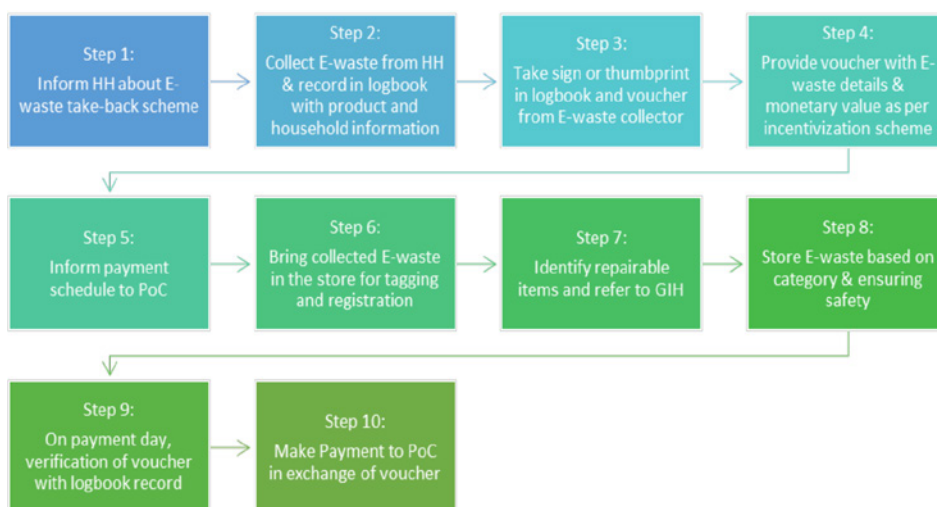 Step 1:
Inform HH about E-
waste take-back scheme
Step 2:
Collect E-waste from HH
& record in logbook
with product and
household information
Step 3:
Take sign or thumbprint
in logbook and voucher
from E-waste collector
Step 4:
Provide voucher with E-
waste details &
monetary value as per
incentivization scheme
Step 5:
Inform payment
schedule to PoC
Step 6:
Bring collected E-waste
in the store for tagging
and registration
Step 7:
Identify repairable
items and refer to GIH
Step 8:
Store E-waste based on
category & ensuring
safety
Step 9:
On payment day,
verification of voucher
with logbook record
Step 10:
Make Payment to PoC
in exchange of voucher